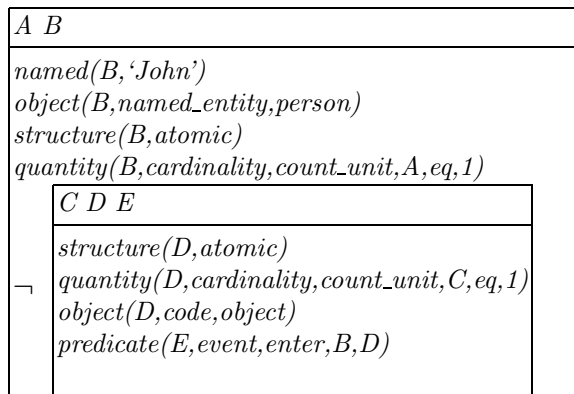 A B
named(B,‘John’)
object(B,named_entity,person)
structure(B,atomic)
quantity(B,cardinality,count_unit,A,eq,1)
C D E
structure(D,atomic)
¬ quantity(D,cardinality,count_unit,C,eq,1)
object(D,code,object)
predicate(E,event,enter,B,D)